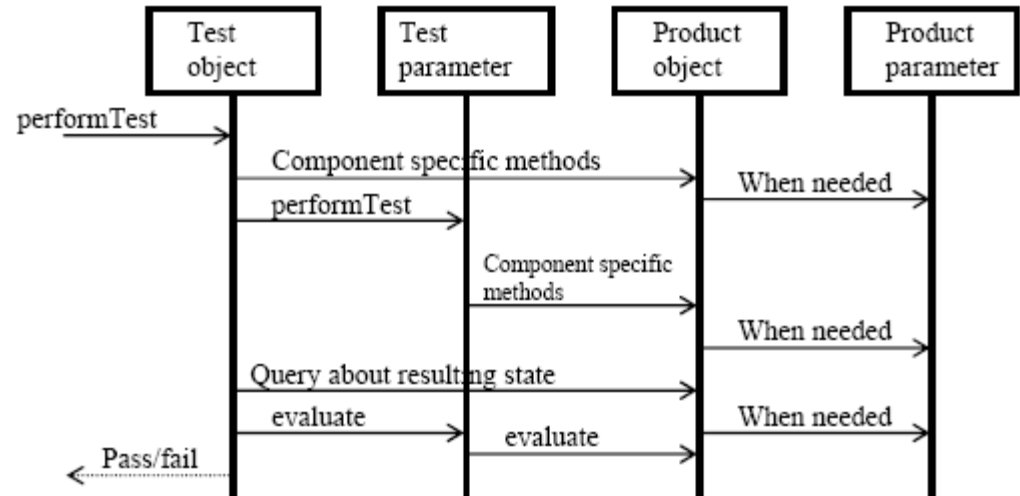 Test
object
Test
parameter
Product
object
Product
parameter
performTest
Component specific methods
When needed
performTest
Component specific
methods
When needed
Query about resulting state
evaluate
When needed
evaluate
Pass/fail